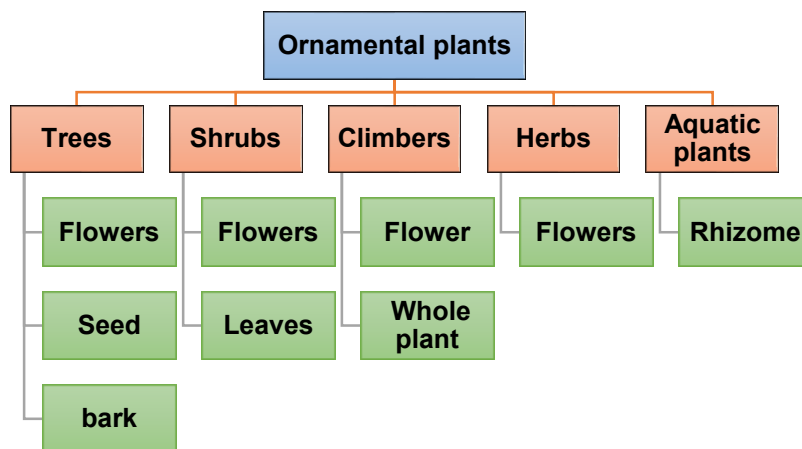 Ornamental plants
Trees
Shrubs
Climbers
Herbs
Aquatic
plants
Flowers
Flowers
Flower
Flowers
Rhizome
Seed
Leaves
Whole
plant
bark